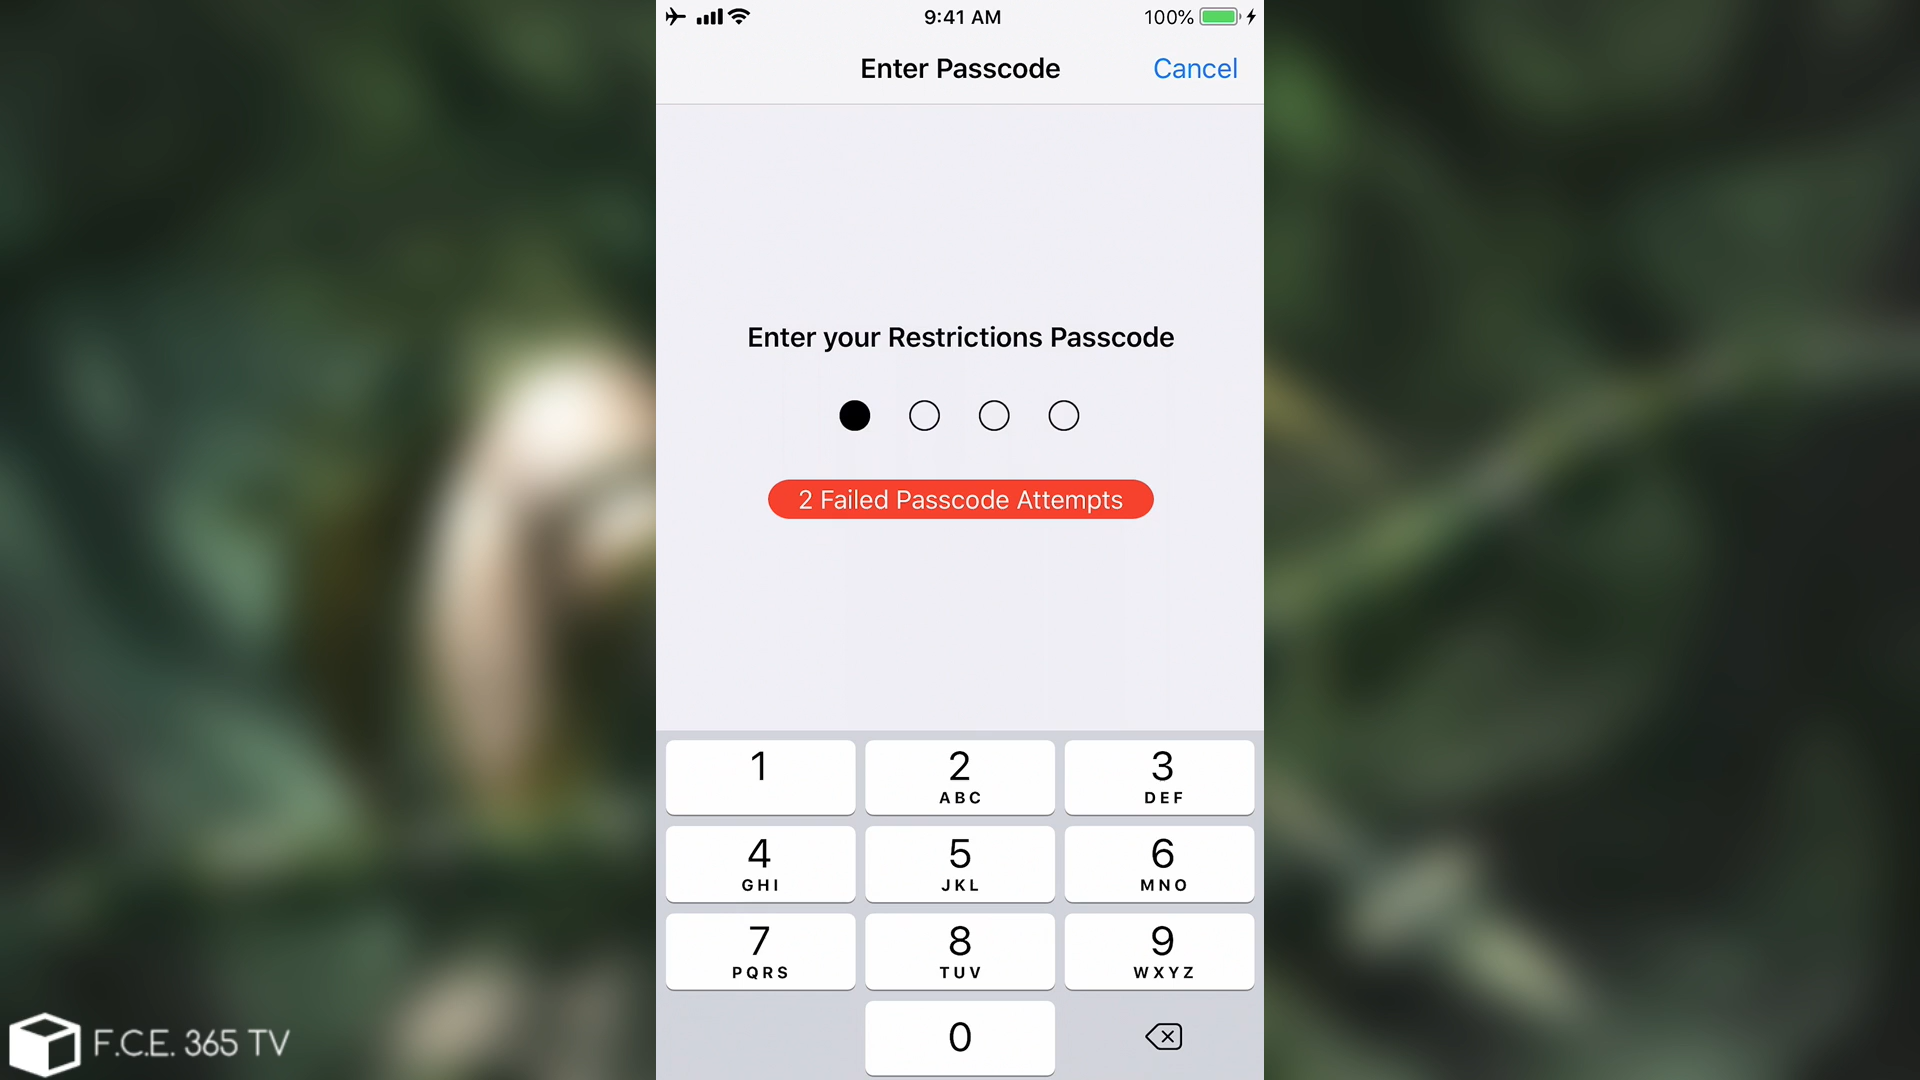 9:41 AM
100%
Enter Passcode
Cancel
Enter your Restrictions Passcode
2 Failed Passcode Attempts
1
2
ABC
3
DEF
4
GHI
5
JKL
6
MNO
7
PQRS
8
TUV
9
WXYZ
0
F.C.E. 365 TV